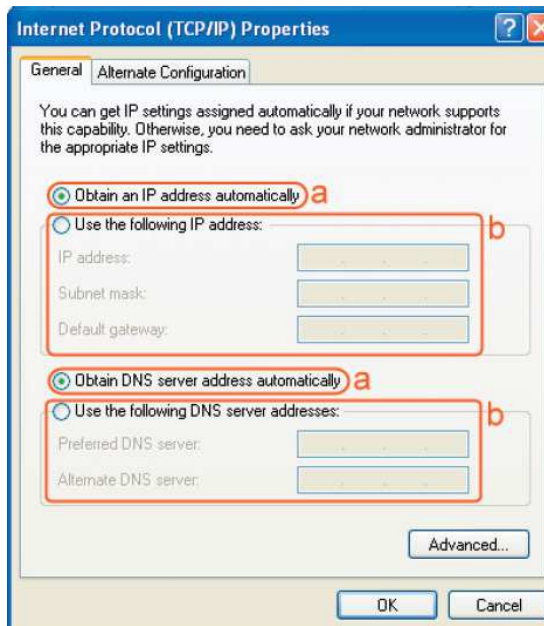 Internet Protocol (TCP/IP) Properties
General
Alternate Configuration
You can get IP settings assigned automatically if your network supports
this capability. Otherwise, you need to ask your network administrator for
the appropriate IP settings.
Obtain an IP address automatically a
Use the following IP address: b
IP address:
Subnet mask:
Default gateway:
Obtain DNS server address automatically a
Use the following DNS server addresses: b
Preferred DNS server:
Alternate DNS server:
Advanced...
OK
Cancel